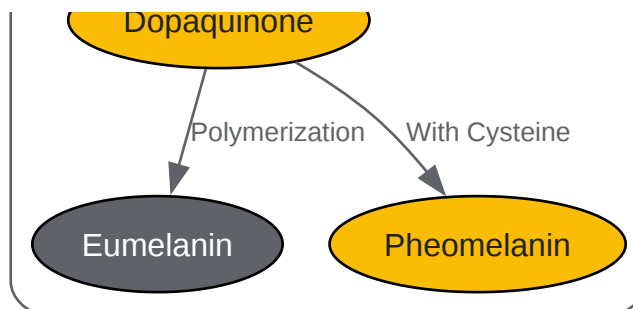 Dopaquinone
Polymerization
With Cysteine
Eumelanin
Pheomelanin